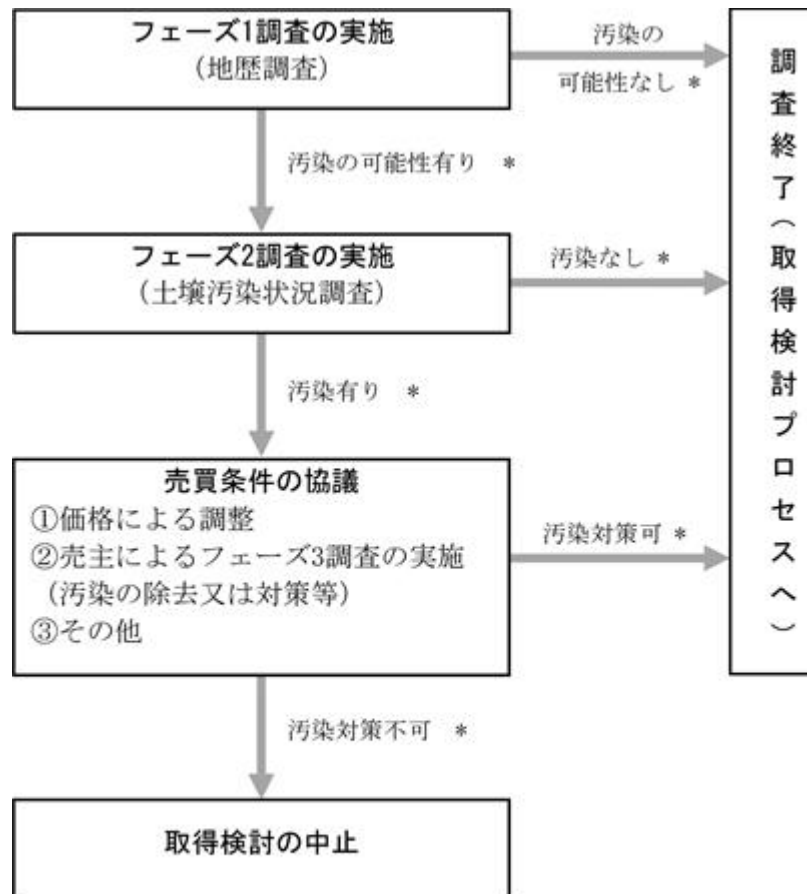 フェーズ1調査の実施
（地歴調査）
汚染の
可能性なし *
汚染の可能性有り *
フェーズ2調査の実施
（土壌汚染状況調査）
汚染なし *
汚染有り *
売買条件の協議
①価格による調整
②売主によるフェーズ3調査の実施
（汚染の除去又は対策等）
③その他
汚染対策可 *
汚染対策不可 *
取得検討の中止
調査終了（取得検討プロセスへ）